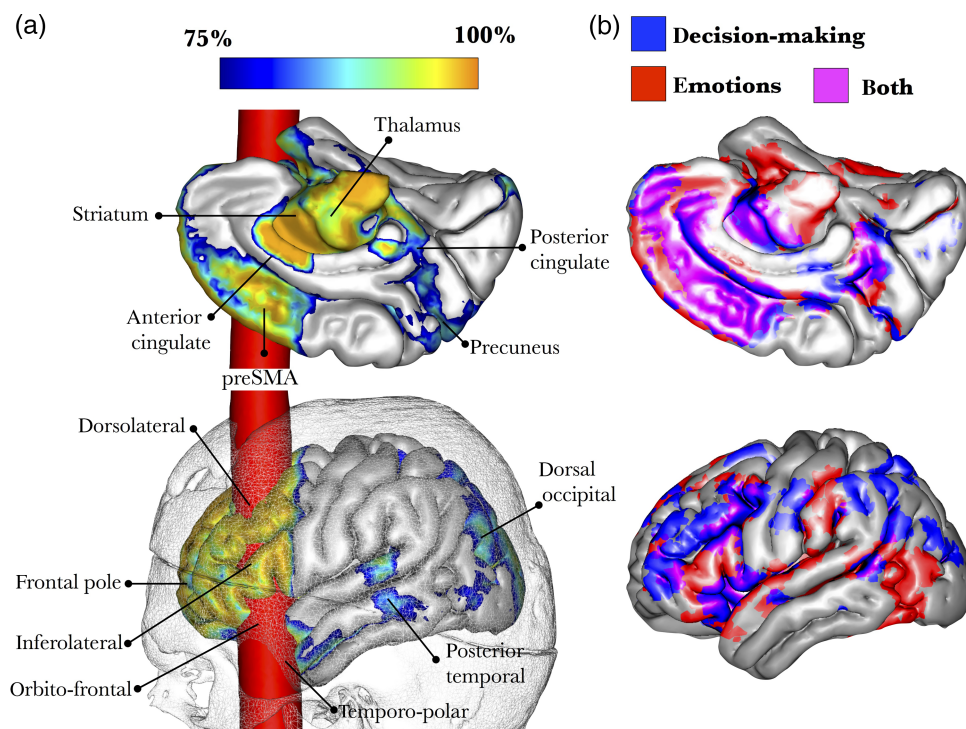 (a)
75%
100%
Thalamus
Striatum
Posterior
cingulate
Anterior
cingulate
Precuneus
preSMA
Dorsolateral
Dorsal
occipital
Frontal pole
Inferolateral
Posterior
temporal
Orbito-frontal
Temporo-polar
(b)
Decision-making
Emotions
Both